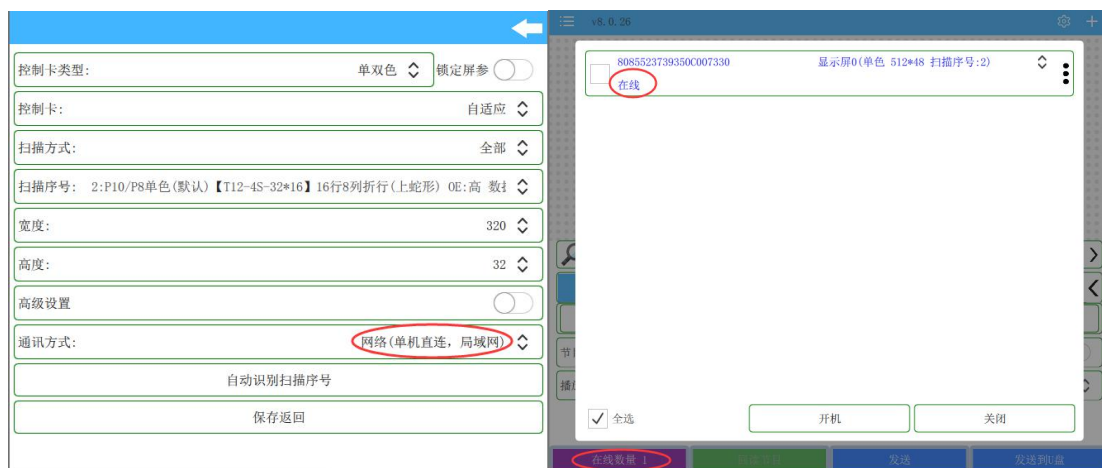 控制卡类型:
单双色
锁定屏参
控制卡:
自适应
扫描方式:
全部
扫描序号:
2:P10/P8单色(默认)【T12-4S-32*16】16行8列折行(上蛇形) OE:高 数
宽度:
320
高度:
32
高级设置
通讯方式:
网络(单机直连，局域网)
自动识别扫描序号
保存返回
v8.0.26
8085523739350C007330
显示屏0(单色 512*48 扫描序号:2)
在线
节
播
全选
开机
关闭
在线数量 1
发送
发送到U盘